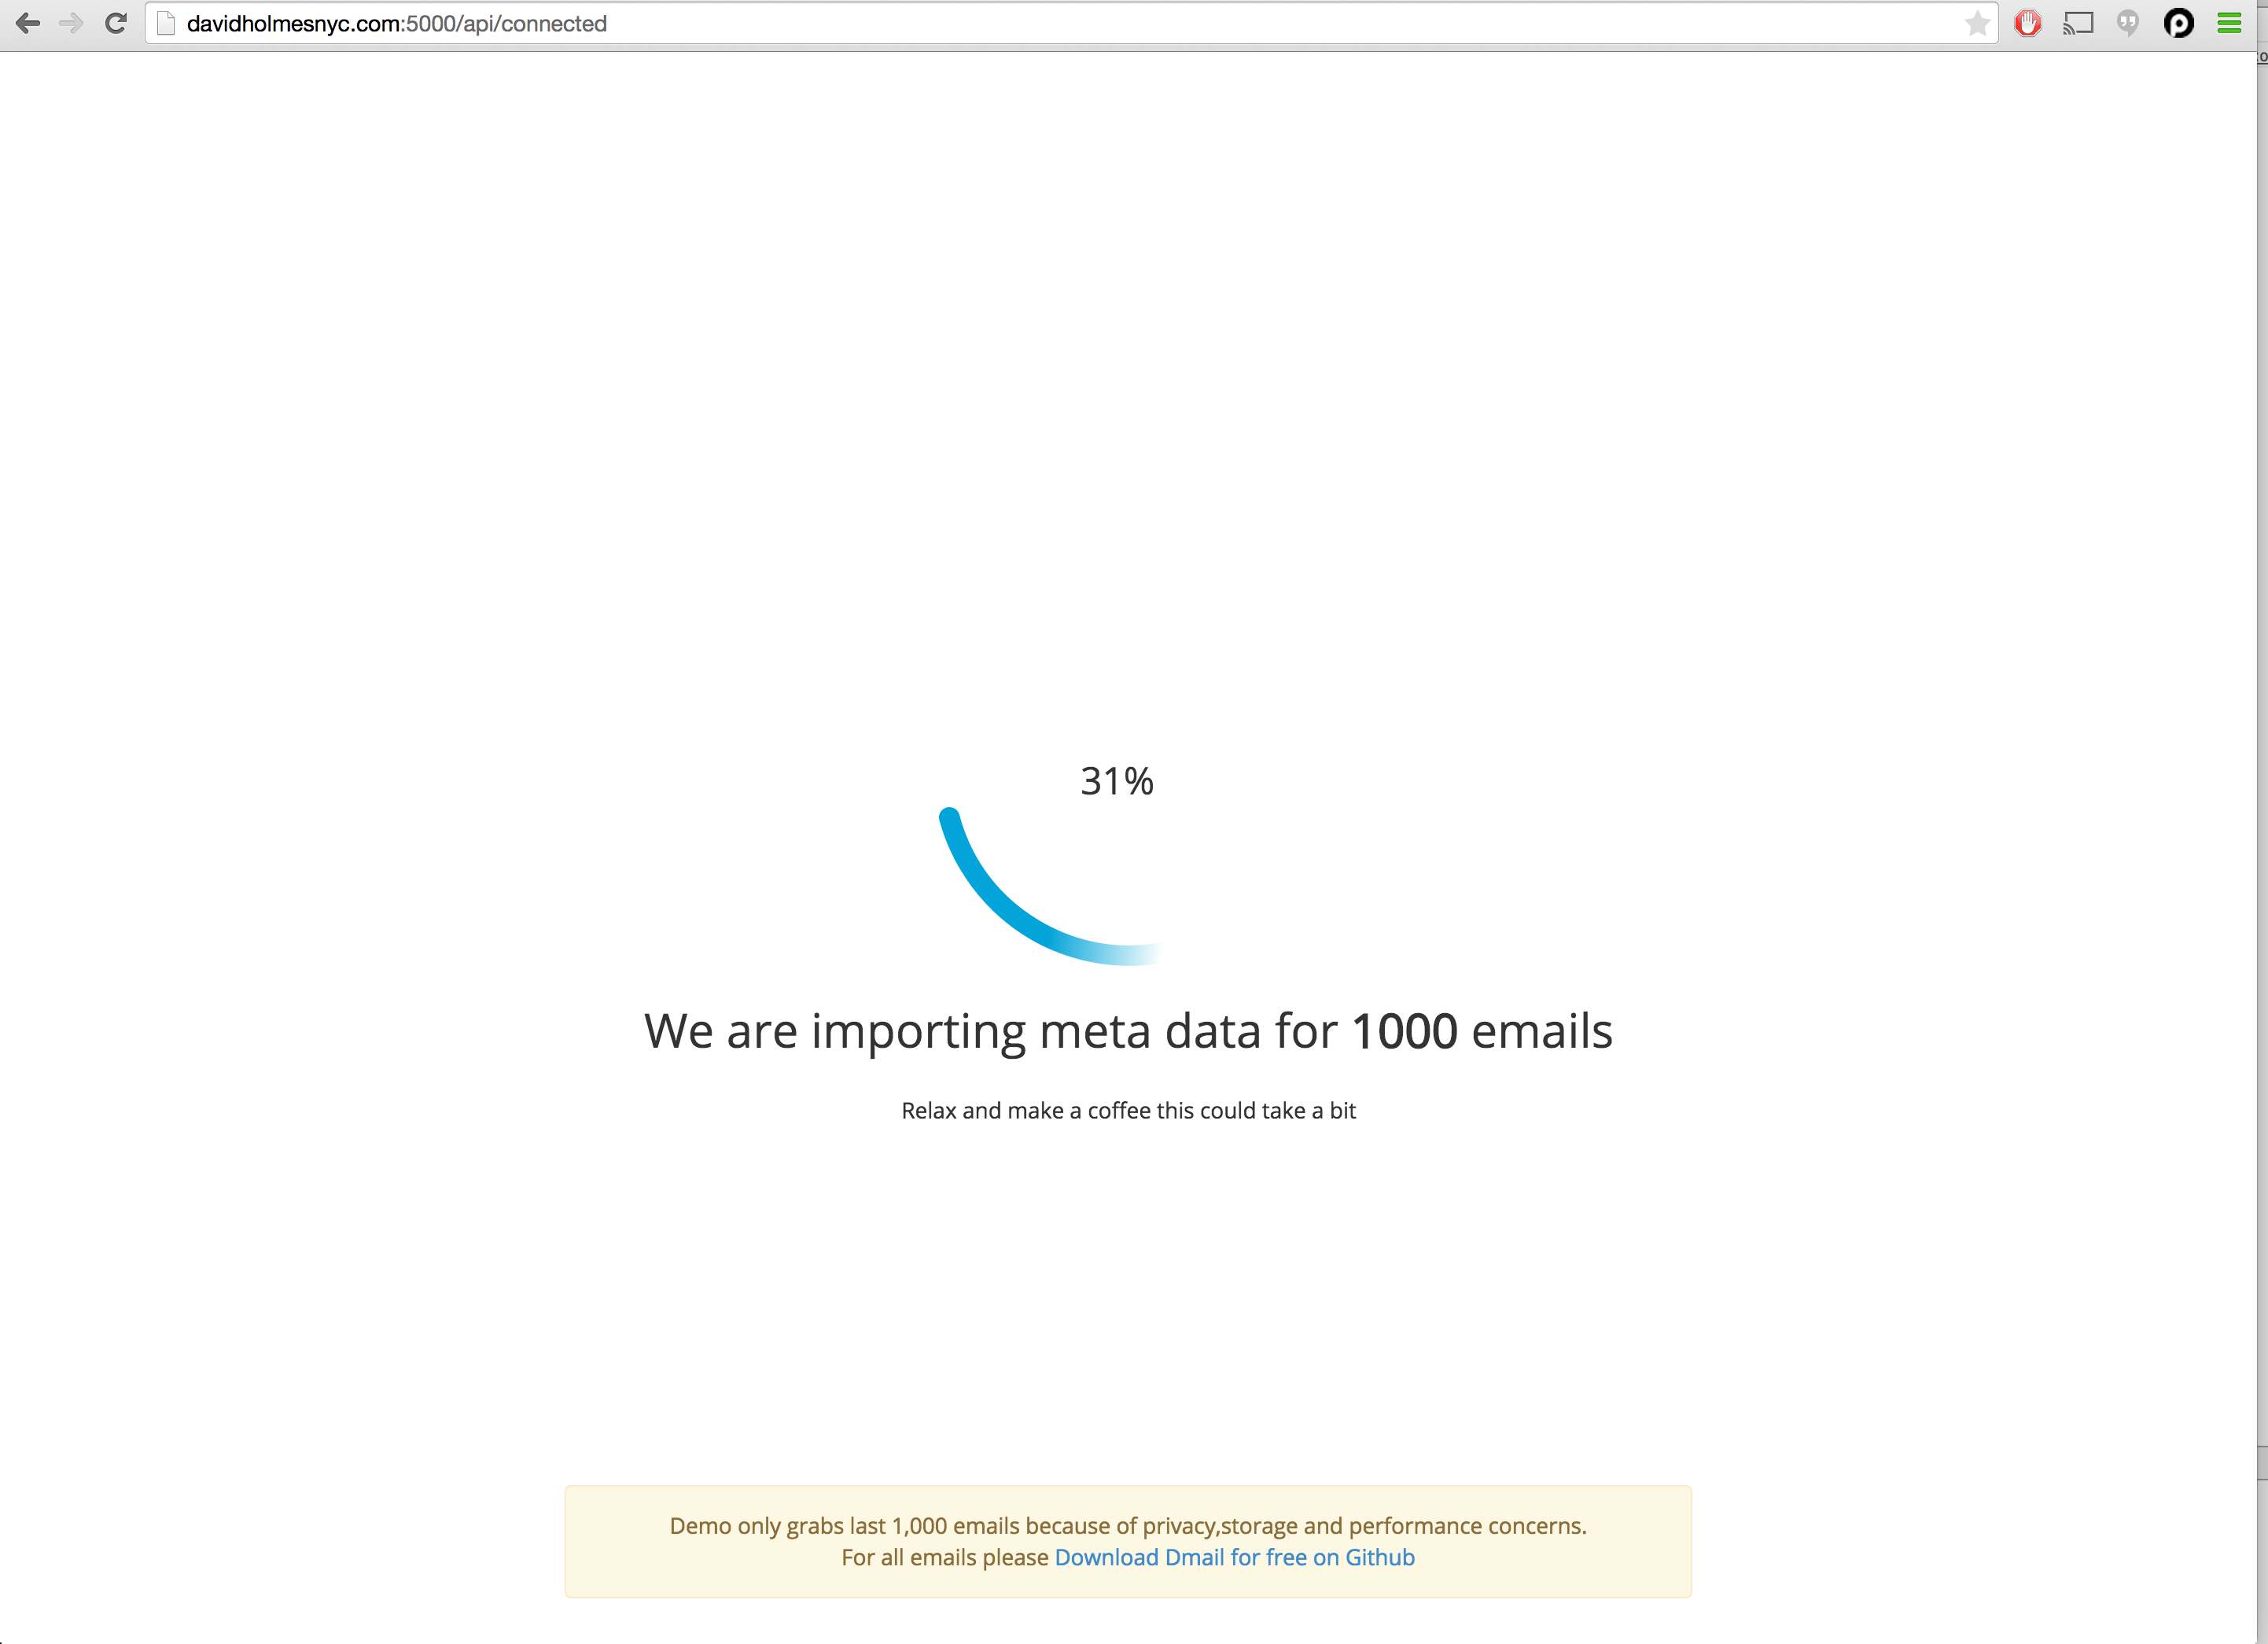 davidholmesnyc.com:5000/api/connected
31%
We are importing meta data for 1000 emails
Relax and make a coffee this could take a bit
Demo only grabs last 1,000 emails because of privacy,storage and performance concerns.
For all emails please Download Dmail for free on Github